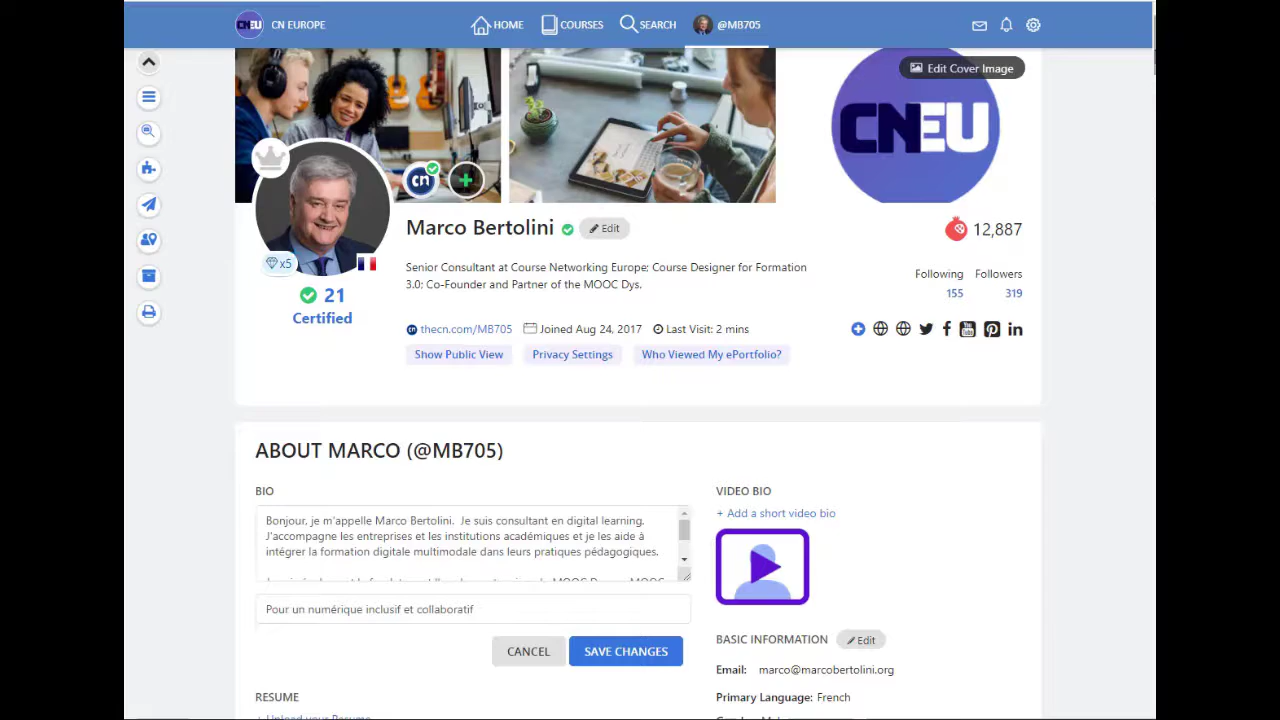 CNEU CN EUROPE HOME COURSES SEARCH @MB705
Edit Cover Image
CNEU
cn
Marco Bertolini Edit
12,887
x5
Senior Consultant at Course Networking Europe; Course Designer for Formation
3.0; Co-Founder and Partner of the MOOC Dys.
Following Followers
155 319
21
Certified
cn thecn.com/MB705 Joined Aug 24, 2017 Last Visit: 2 mins
Show Public View Privacy Settings Who Viewed My ePortfolio?
ABOUT MARCO (@MB705)
BIO
Bonjour, je m'appelle Marco Bertolini. Je suis consultant en digital learning.
J'accompagne les entreprises et les institutions académiques et je les aide à
intégrer la formation digitale multimodale dans leurs pratiques pédagogiques.
Pour un numérique inclusif et collaboratif
CANCEL SAVE CHANGES
RESUME
+ Upload your Resume
VIDEO BIO
+ Add a short video bio
BASIC INFORMATION Edit
Email: marco@marcobertolini.org
Primary Language: French